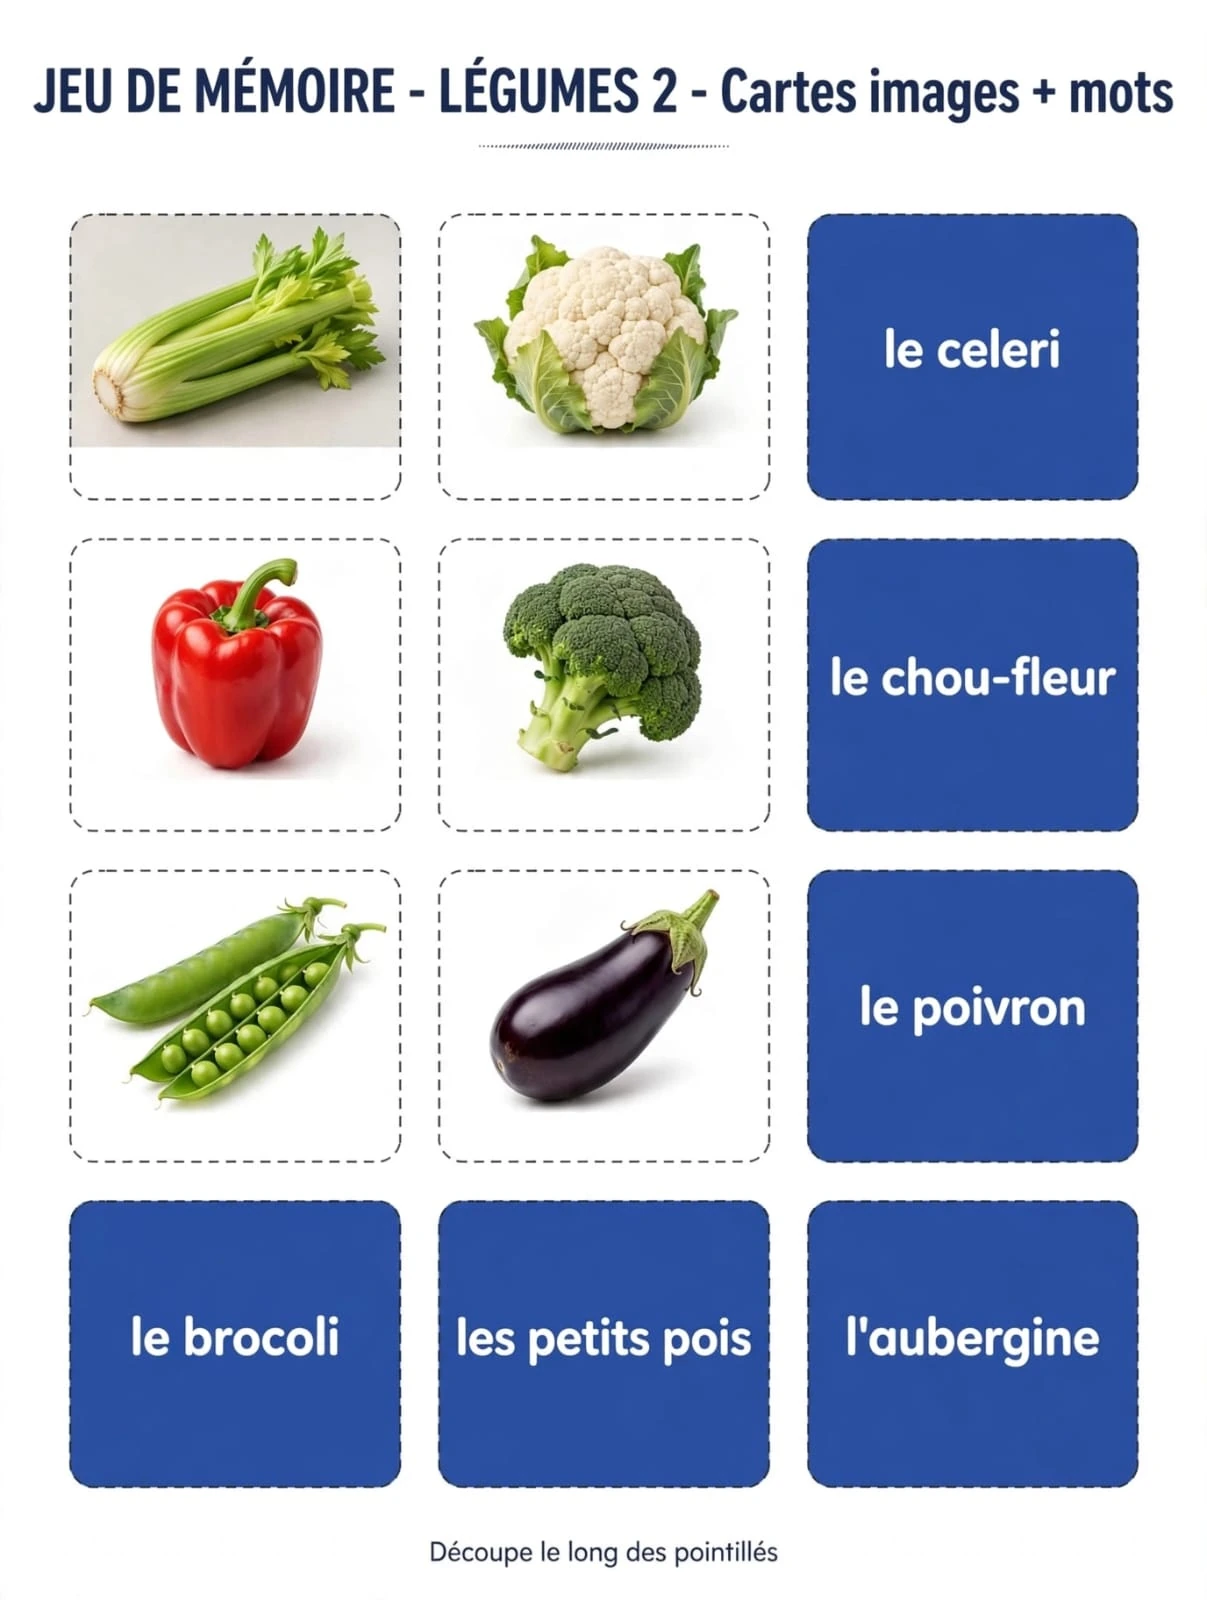 JEU DE MÉMOIRE - LÉGUMES 2 - Cartes images + mots
le celeri
le chou-fleur
le poivron
le brocoli
les petits pois
l'aubergine
Découpe le long des pointillés